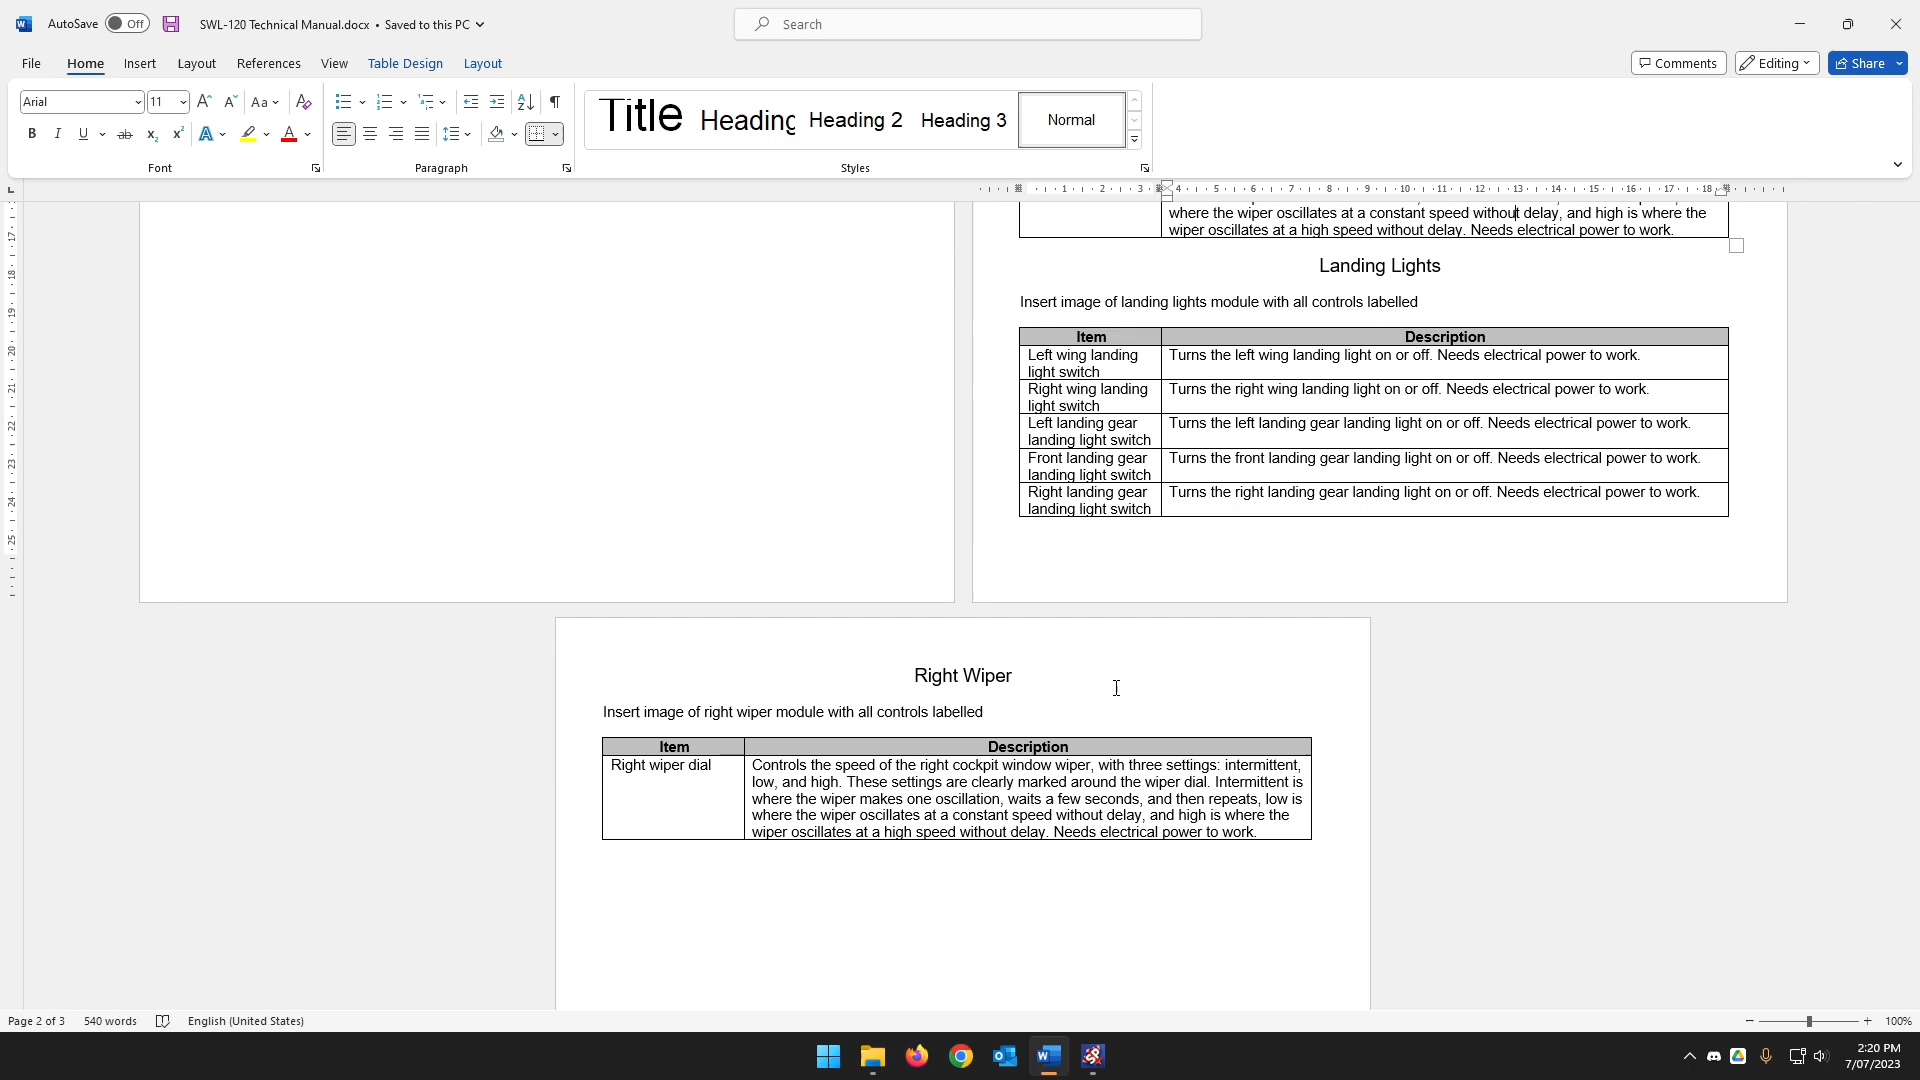 AutoSave Off SWL-120 Technical Manual.docx • Saved to this PC Search
File Home Insert Layout References View Table Design Layout Comments Editing Share
Arial 11 Title Heading Heading 2 Heading 3 Normal
Font Paragraph Styles
where the wiper oscillates at a constant speed without delay, and high is where the
wiper oscillates at a high speed without delay. Needs electrical power to work.
Landing Lights
Insert image of landing lights module with all controls labelled
Item Description
Left wing landing Turns the left wing landing light on or off. Needs electrical power to work.
light switch
Right wing landing Turns the right wing landing light on or off. Needs electrical power to work.
light switch
Left landing gear Turns the left landing gear landing light on or off. Needs electrical power to work.
landing light switch
Front landing gear Turns the front landing gear landing light on or off. Needs electrical power to work.
landing light switch
Right landing gear Turns the right landing gear landing light on or off. Needs electrical power to work.
landing light switch
Right Wiper
Insert image of right wiper module with all controls labelled
Item Description
Right wiper dial Controls the speed of the right cockpit window wiper, with three settings: intermittent,
low, and high. These settings are clearly marked around the wiper dial. Intermittent is
where the wiper makes one oscillation, waits a few seconds, and then repeats, low is
where the wiper oscillates at a constant speed without delay, and high is where the
wiper oscillates at a high speed without delay. Needs electrical power to work.
Page 2 of 3 540 words English (United States) 100%
2:20 PM
7/07/2023